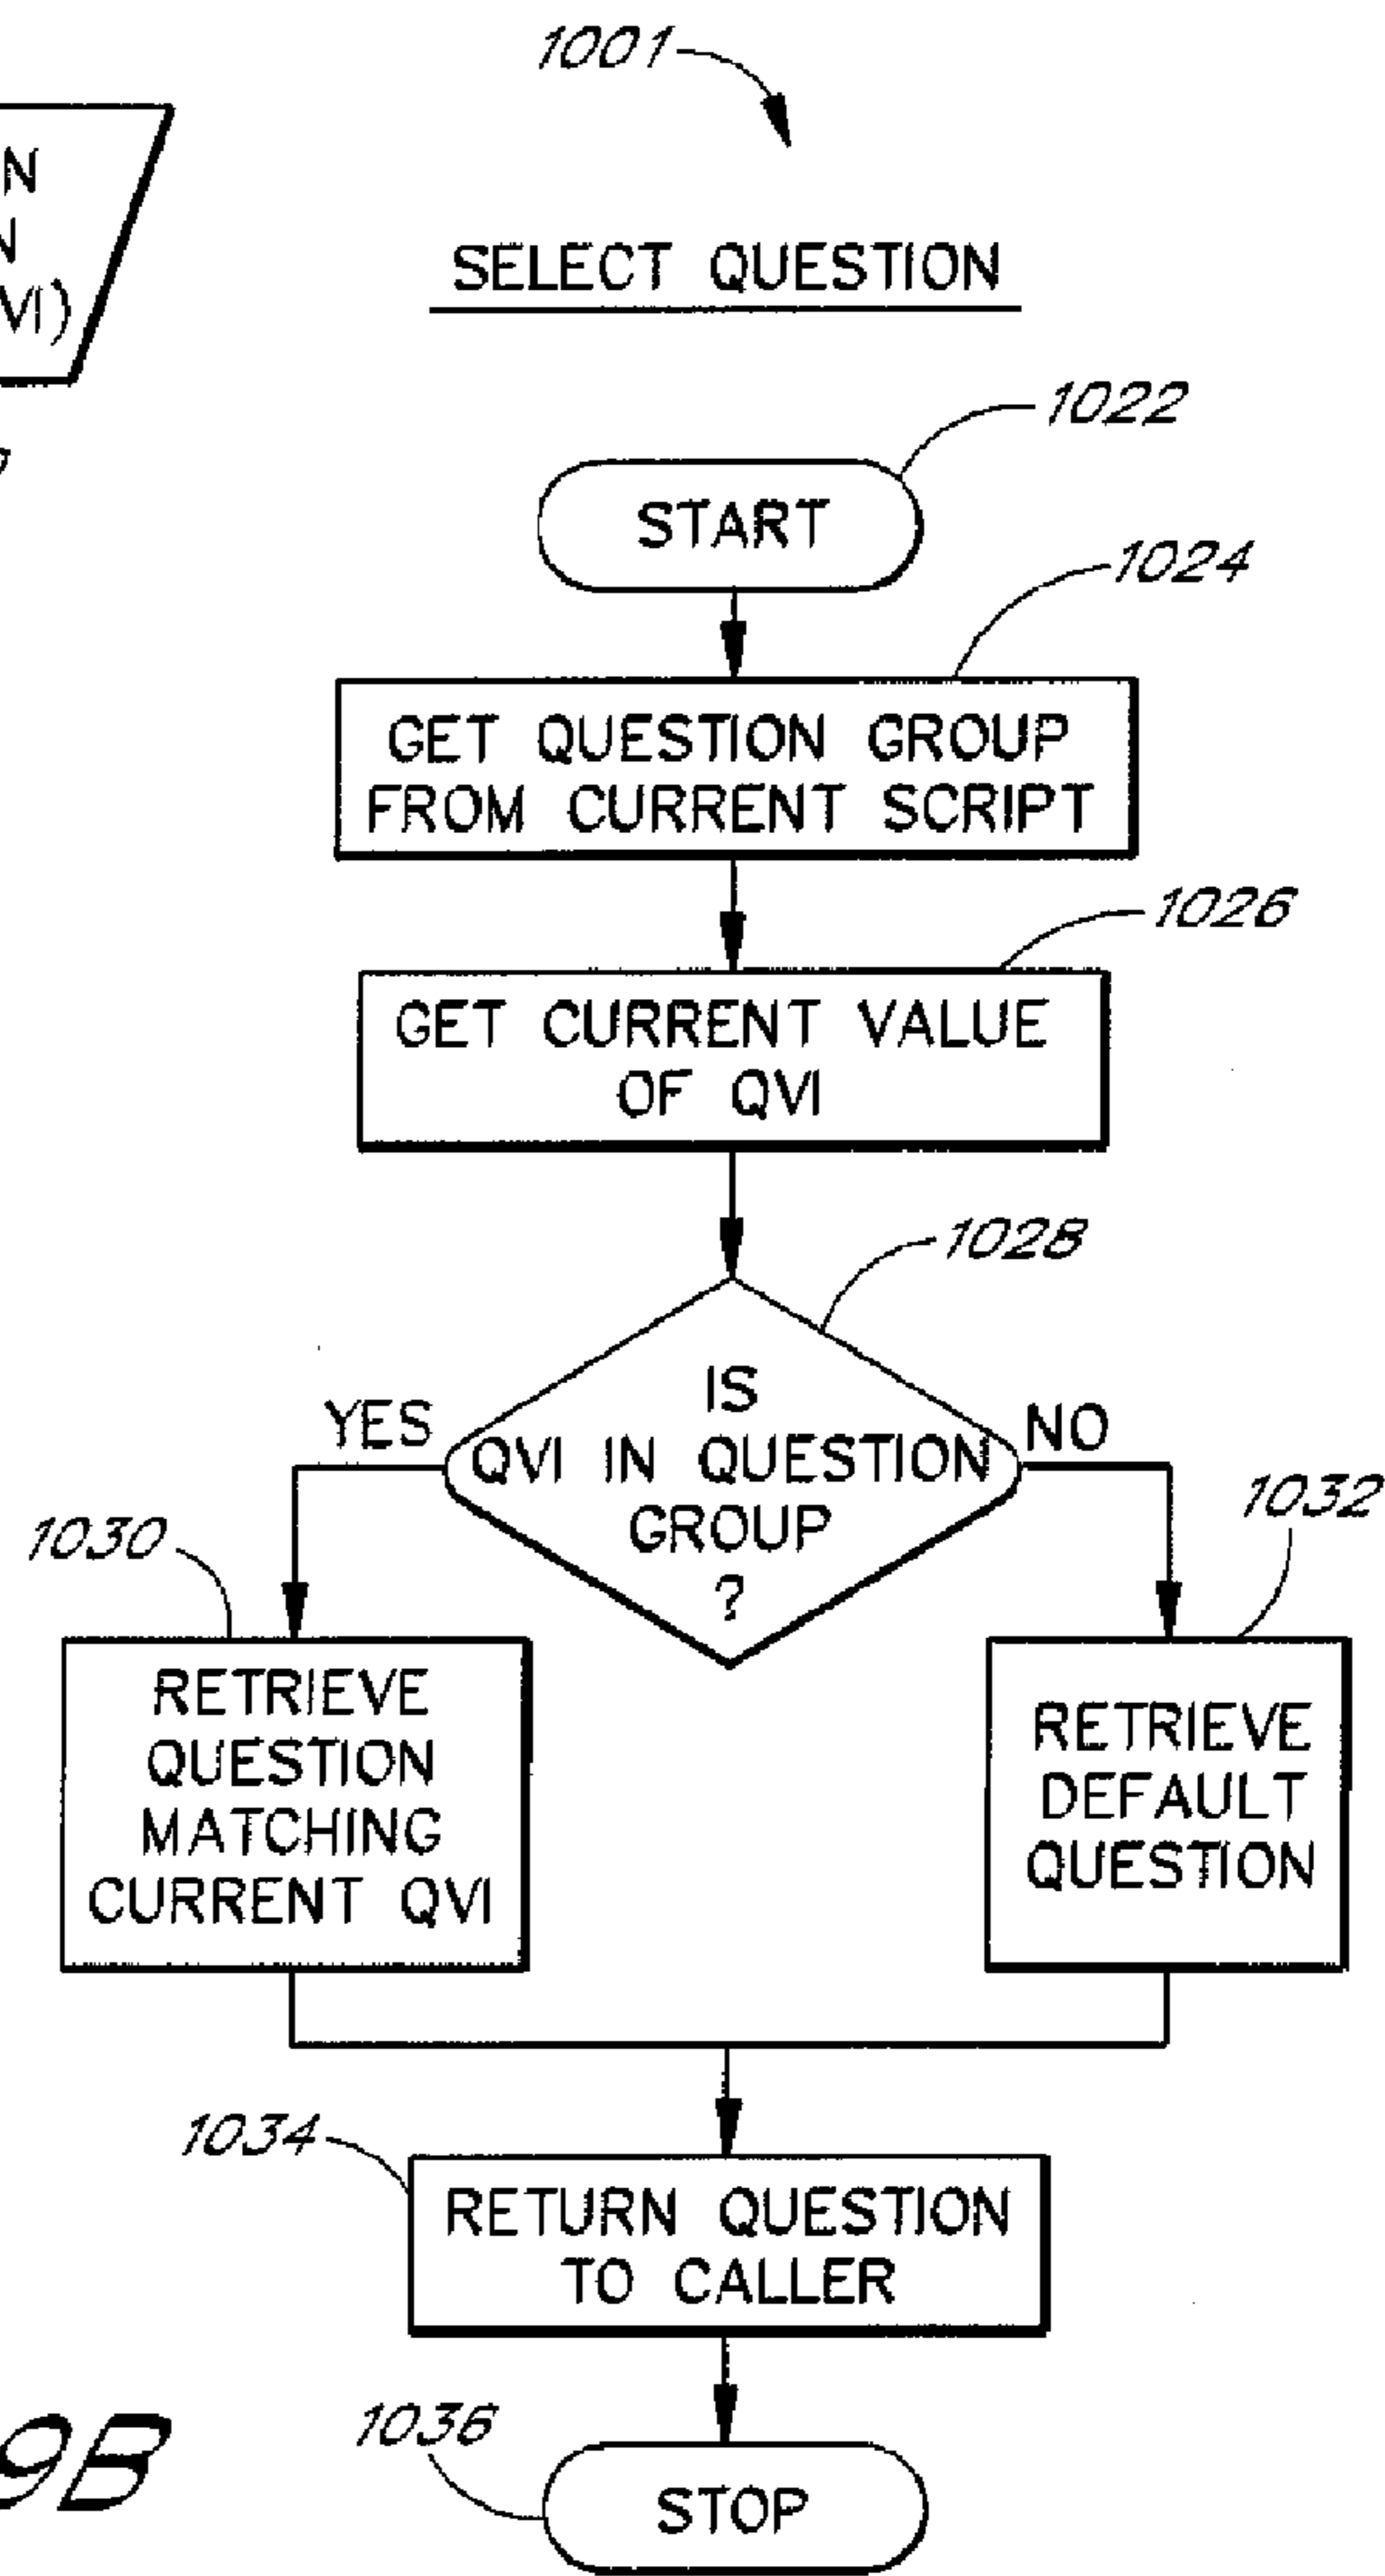 1001
N
N
VI)
SELECT QUESTION
1022
START
1024
GET QUESTION GROUP
FROM CURRENT SCRIPT
1026
GET CURRENT VALUE
OF QVI
1028
IS
QVI IN QUESTION
GROUP
?
YES
NO
1030
1032
RETRIEVE
QUESTION
MATCHING
CURRENT QVI
RETRIEVE
DEFAULT
QUESTION
1034
RETURN QUESTION
TO CALLER
1036
STOP
9B